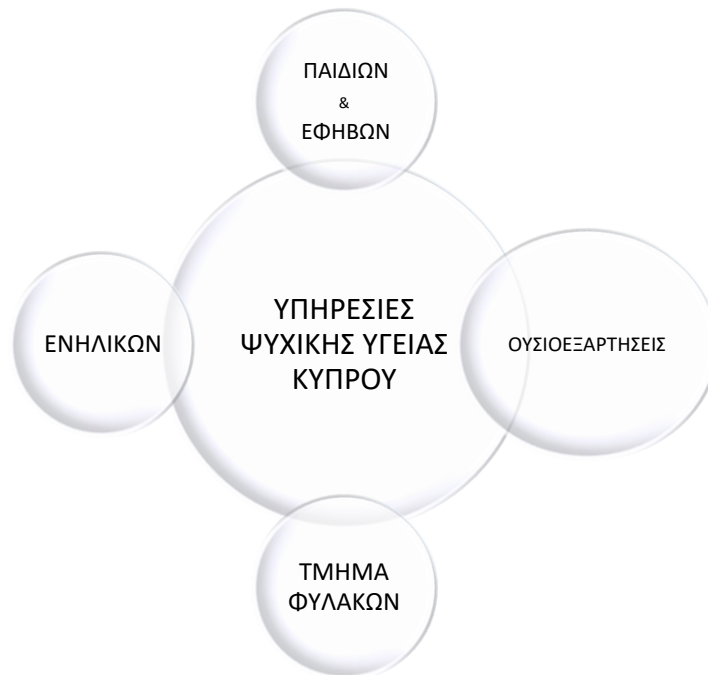 ΠΑΙΔΙΩΝ
&
ΕΦΗΒΩΝ
ΥΠΗΡΕΣΙΕΣ
ΨΥΧΙΚΗΣ ΥΓΕΙΑΣ
ΚΥΠΡΟΥ
ΕΝΗΛΙΚΩΝ
ΟΥΣΙΟΕΞΑΡΤΗΣΕΙΣ
ΤΜΗΜΑ
ΦΥΛΑΚΩΝ